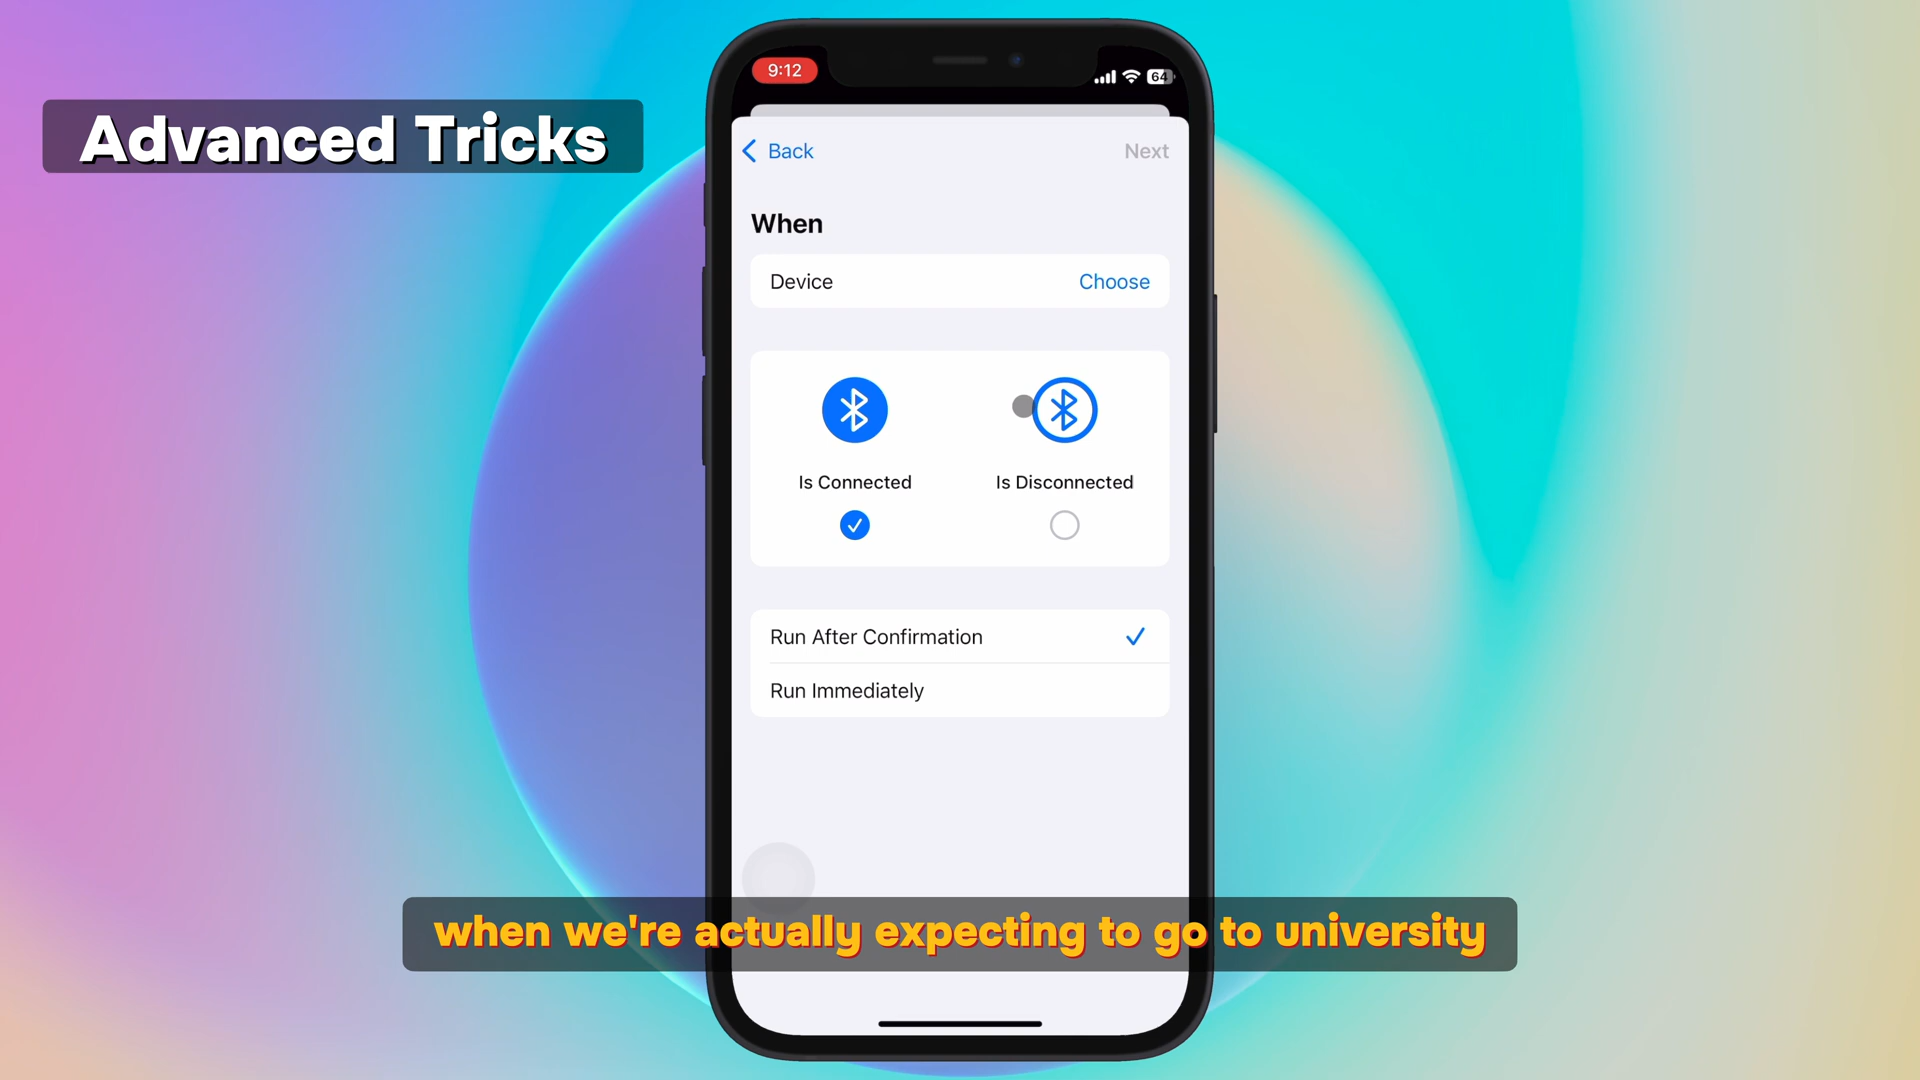 Advanced Tricks
9:12
64
Back
Next
When
Device
Choose
Is Connected
Is Disconnected
Run After Confirmation
Run Immediately
when we're actually expecting to go to university